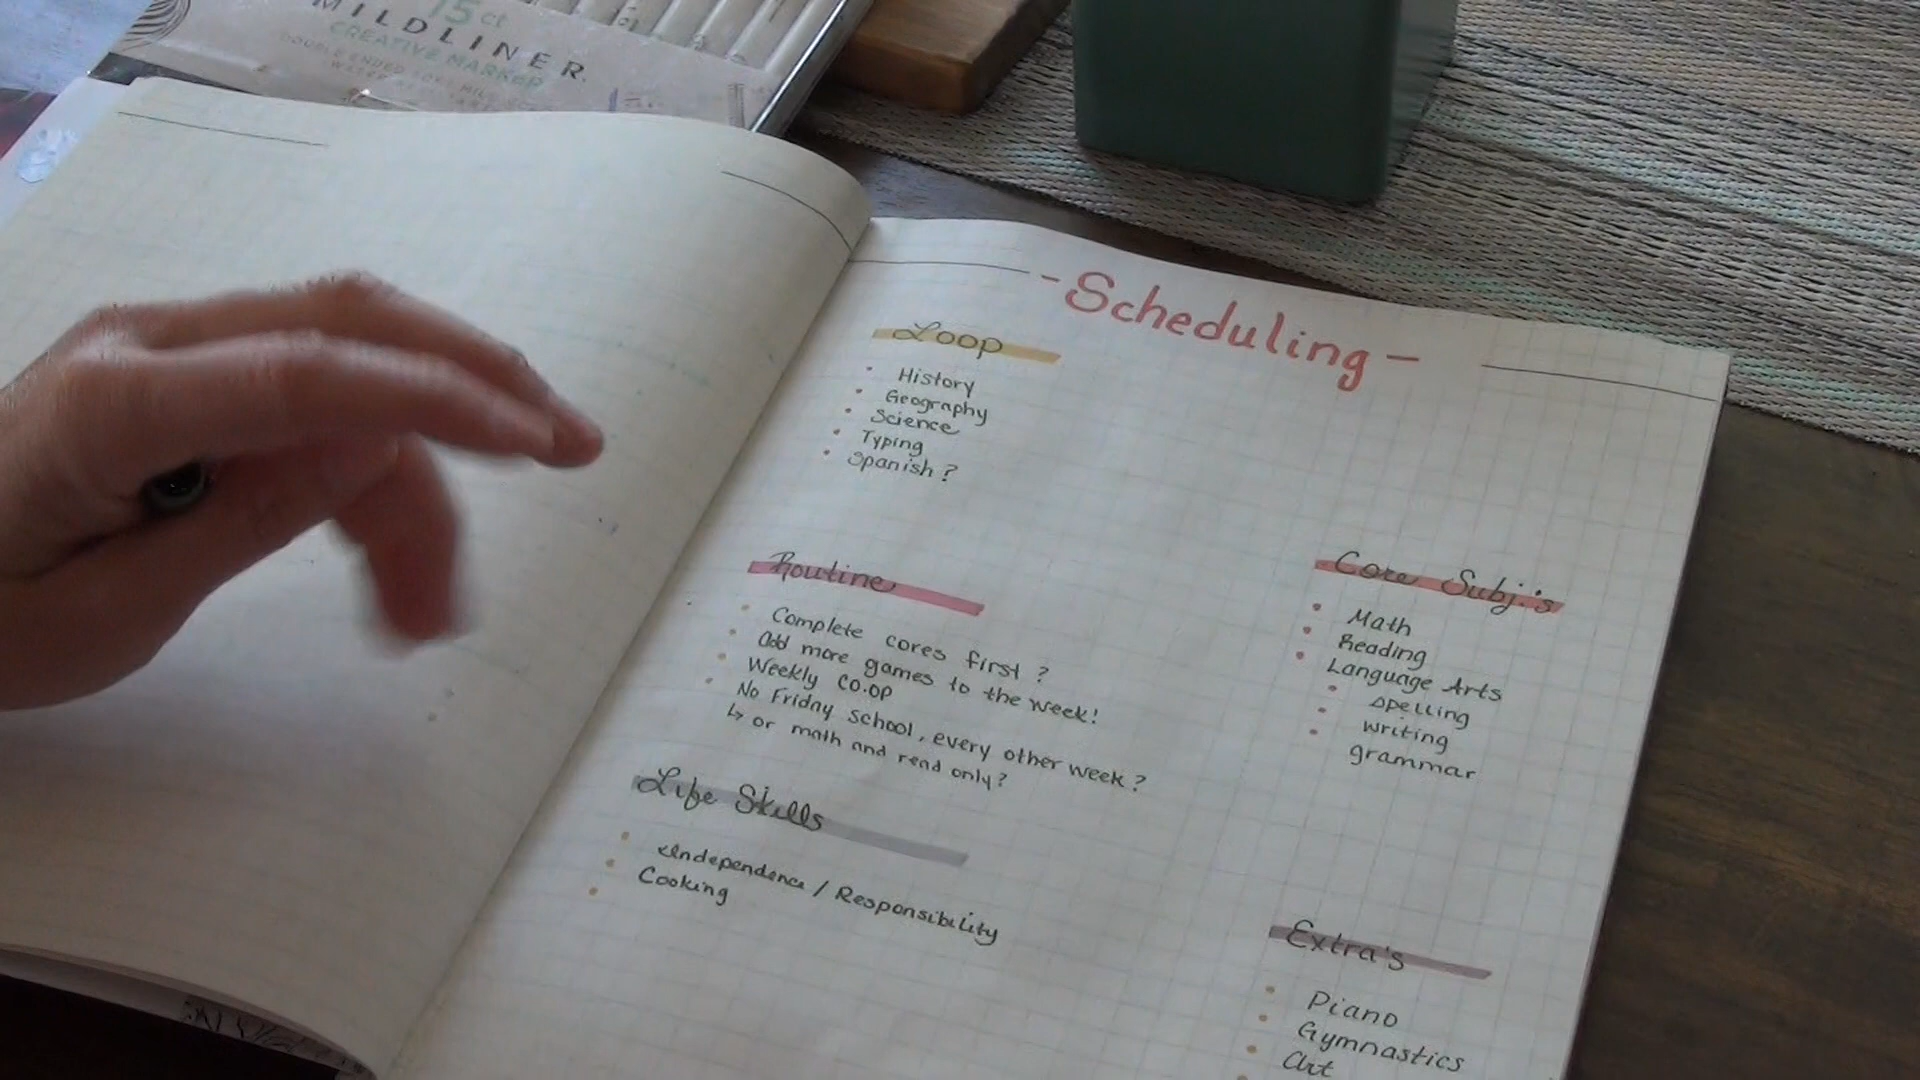 15ct
MILDLINER
CREATIVE MARKER
-Scheduling-
Loop
• History
• Geography
• Science
• Typing
• Spanish?
Routine
• Complete cores first?
• Add more games to the week!
• Weekly CO.OP
• No Friday school, every other week?
↳ or math and read only?
Life Skills
• Independence / Responsibility
• Cooking
•
Core Subj.'s
• Math
• Reading
• Language Arts
• spelling
• writing
• grammar
Extra's
• Piano
• Gymnastics
• Art